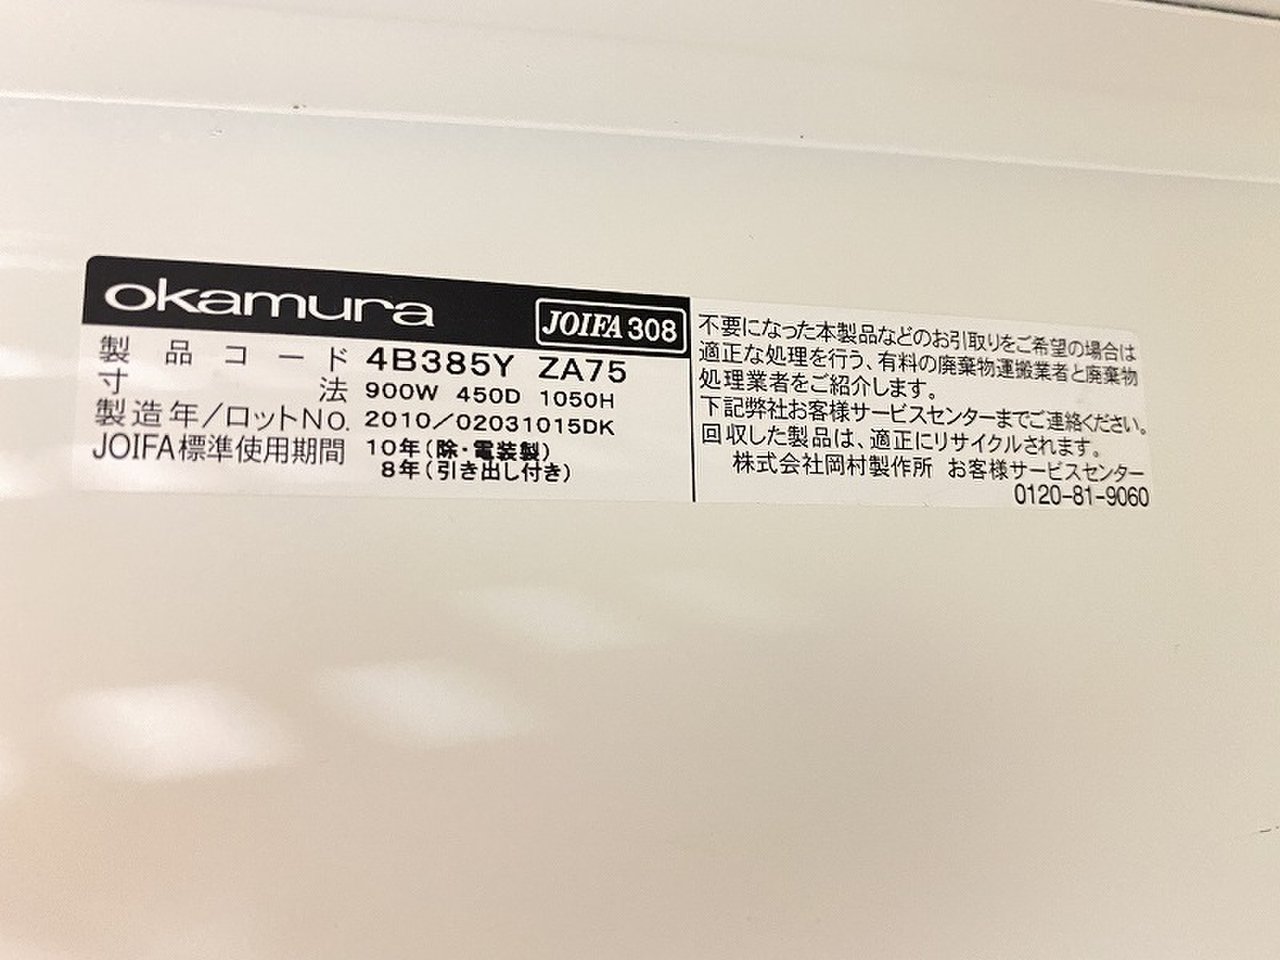 okamura JOIFA 308
製品コード 4B385Y ZA75
寸法 900W 450D 1050H
製造年/ロットNo. 2010/02031015DK
JOIFA標準使用期間 10年(除・電装製)
8年(引き出し付き)
不要になった本製品などのお引取りをご希望の場合は
適正な処理を行う、有料の廃棄物運搬業者と廃棄物
処理業者をご紹介します。
下記弊社お客様サービスセンターまでご連絡ください。
回収した製品は、適正にリサイクルされます。
株式会社岡村製作所 お客様サービスセンター
0120-81-9060